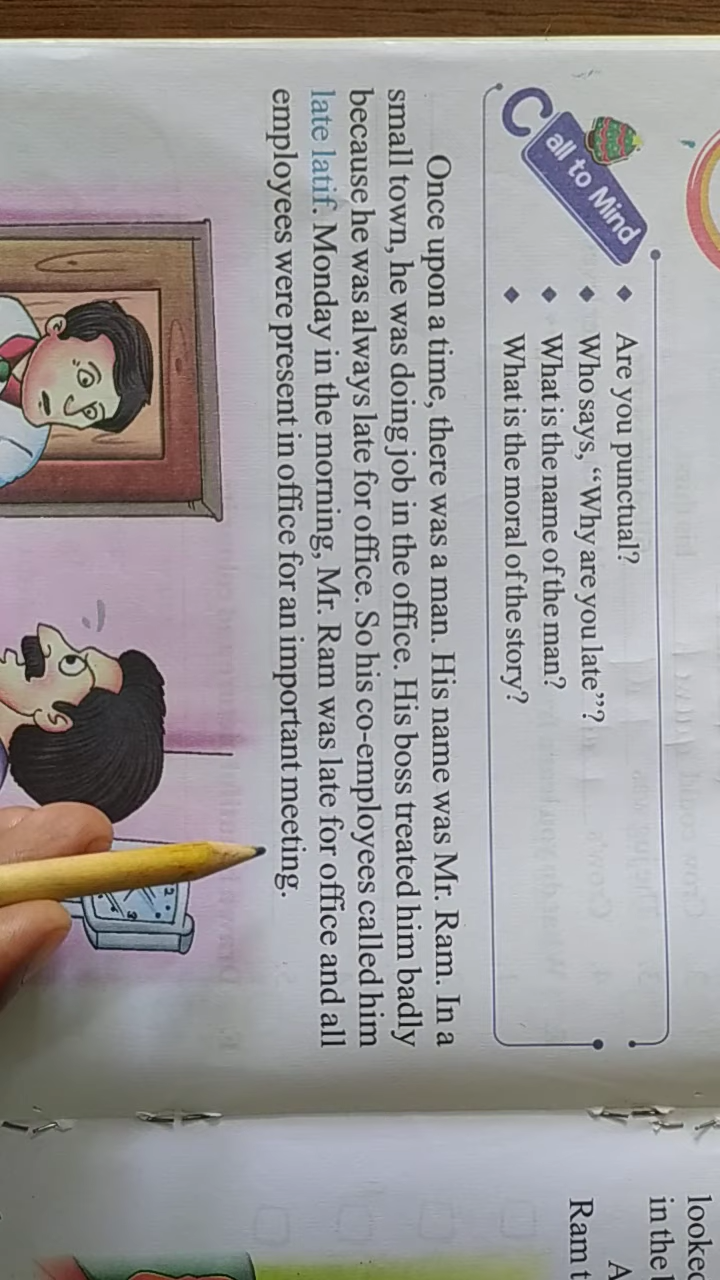 Call to Mind
◆ Are you punctual?
◆ Who says, “Why are you late”?
◆ What is the name of the man?
◆ What is the moral of the story?
Once upon a time, there was a man. His name was Mr. Ram. In a
small town, he was doing job in the office. His boss treated him badly
because he was always late for office. So his co-employees called him
late latif. Monday in the morning, Mr. Ram was late for office and all
employees were present in office for an important meeting.
in the
A
Ram t